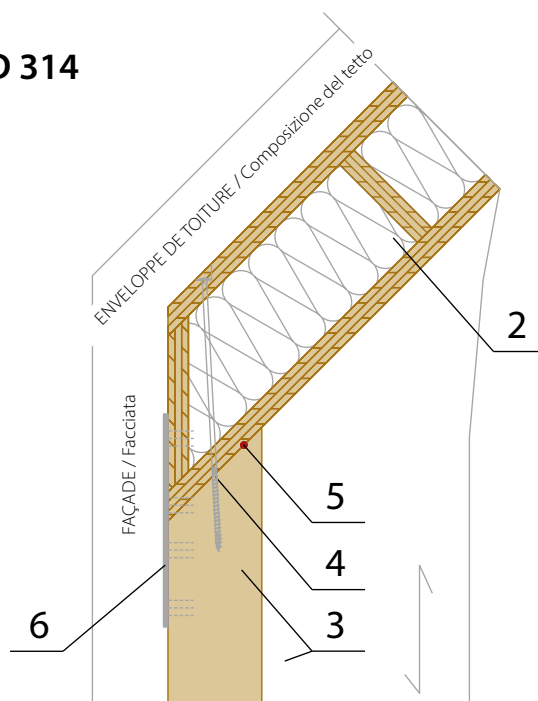 D 314
ENVELOPPE DE TOITURE / Composizione del tetto
FAÇADE / Facciata
2
5
4
3
6